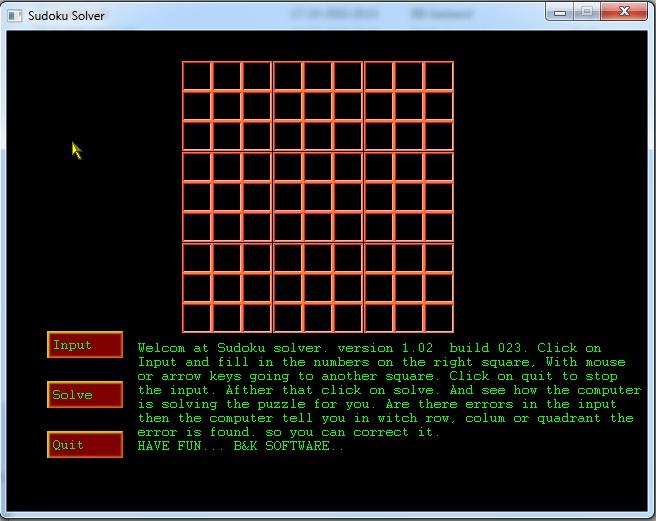 Sudoku Solver
Input
Welcom at Sudoku solver. version 1.02  build 023. Click on
Input and fill in the numbers on the right square, With mouse
or arrow keys going to another square. Click on quit to stop
the input. Afther that click on solve. And see how the computer
is solving the puzzle for you. Are there errors in the input
then the computer tell you in witch row, colum or quadrant the
error is found. so you can correct it.
HAVE FUN... B&K SOFTWARE..
Solve
Quit